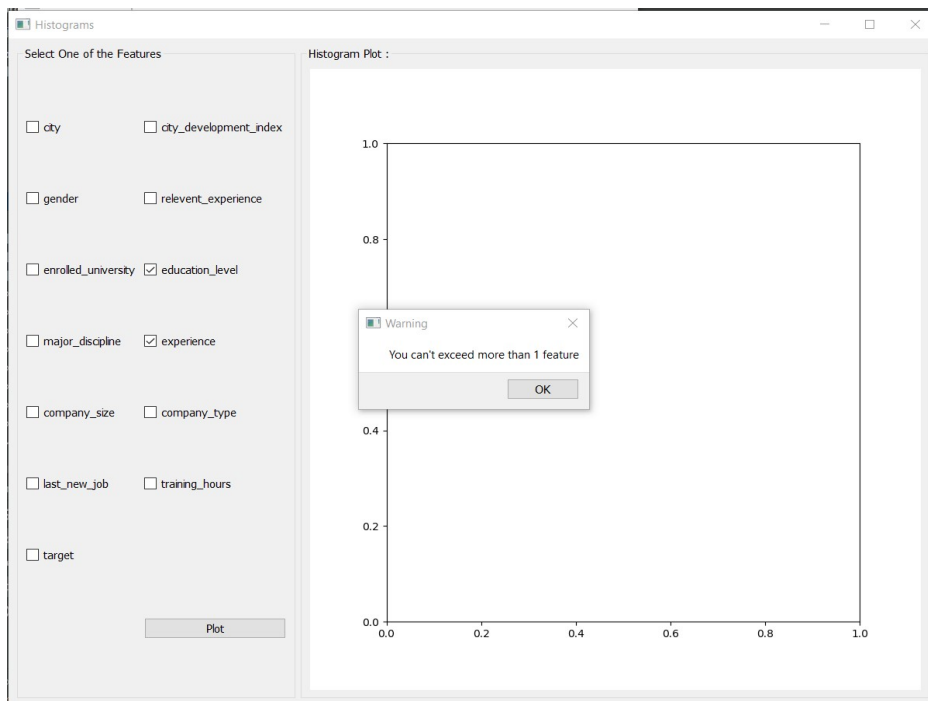 Histograms
Select One of the Features
Histogram Plot :
city
city_development_index
gender
relevent_experience
enrolled_university
education_level
major_discipline
experience
company_size
company_type
last_new_job
training_hours
target
Plot
1.0
0.8
0.4
0.2
0.0
0.0
0.2
0.4
0.6
0.8
1.0
Warning
You can't exceed more than 1 feature
OK